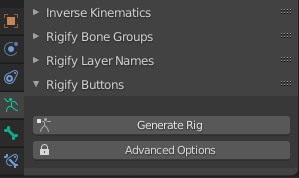 Inverse Kinematics
Rigify Bone Groups
Rigify Layer Names
Rigify Buttons
Generate Rig
Advanced Options